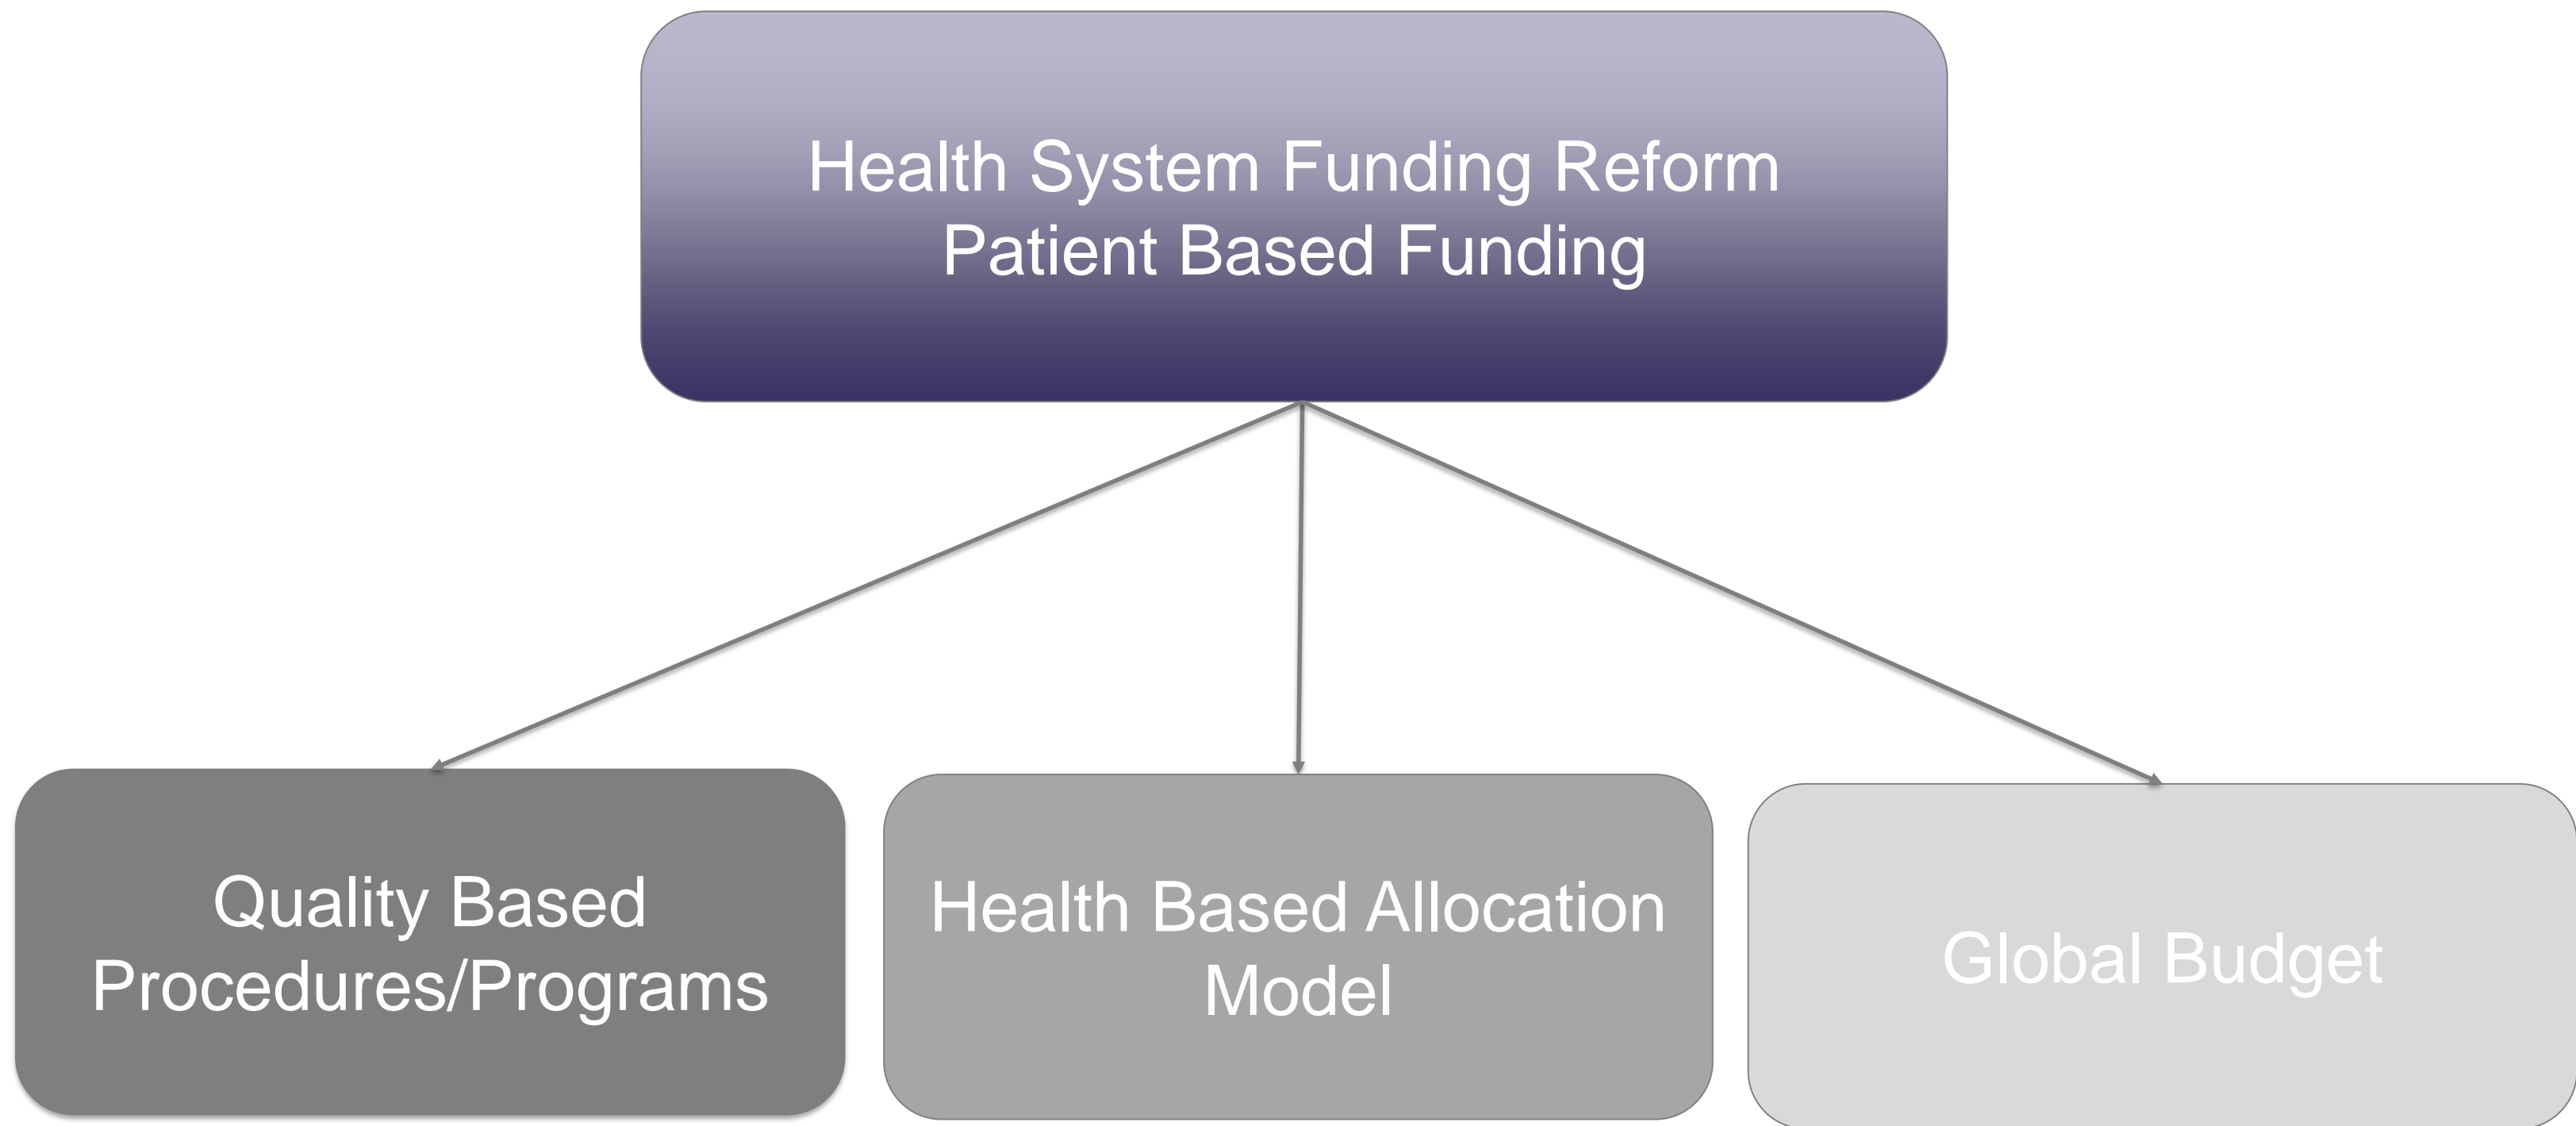 Health System Funding Reform
Patient Based Funding
Quality Based
Procedures/Programs
Health Based Allocation
Model
Global Budget